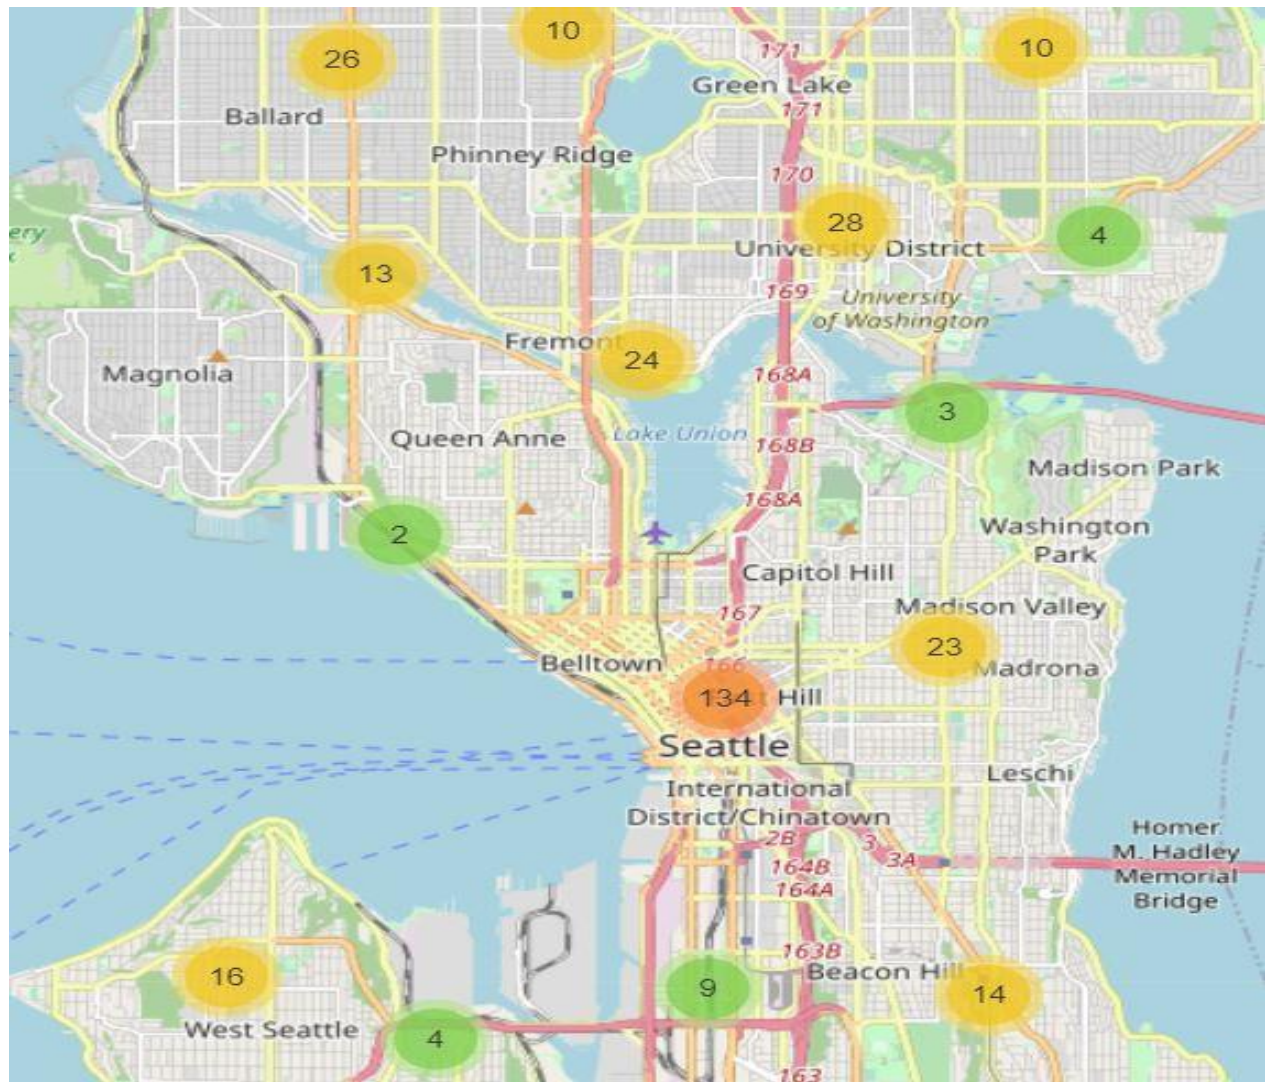 10
10
171
26
Green Lake
171
Ballard
Phinney Ridge
170
28
ery
4
University District
13
169
University
of Washington
Fremont
24
Magnolia
168A
3
Lake Union
Queen Anne
168B
Madison Park
168A
Washington
Park
2
Capitol Hill
Madison Valley
167
23
Belltown
166
Madrona
134
Hill
Seattle
Leschi
International
District/Chinatown
2B
3
3A
Homer
M. Hadley
Memorial
Bridge
164B
164A
163B
Beacon Hill
16
9
14
West Seattle
4
163